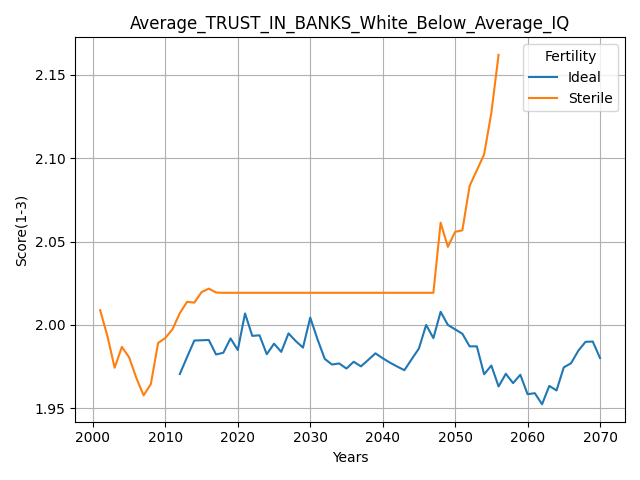 Average_TRUST_IN_BANKS_White_Below_Average_IQ
Fertility
Ideal
Sterile
2.15
2.10
2.05
2.00
1.95
Score(1-3)
2000 2010 2020 2030 2040 2050 2060 2070
Years